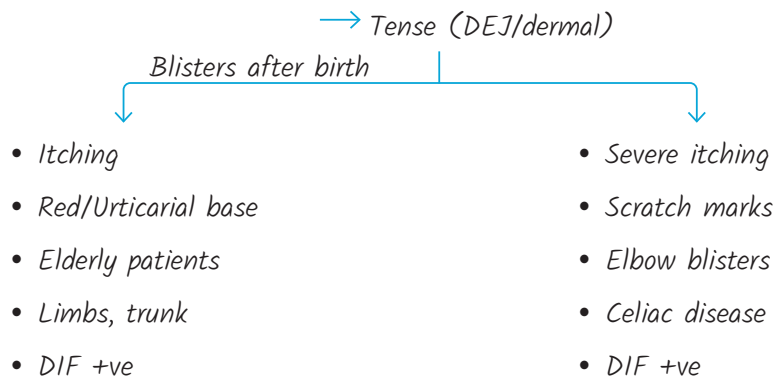 → Tense (DEJ/dermal)
Blisters after birth
• Itching
• Red/Urticarial base
• Elderly patients
• Limbs, trunk
• DIF +ve
• Severe itching
• Scratch marks
• Elbow blisters
• Celiac disease
• DIF +ve